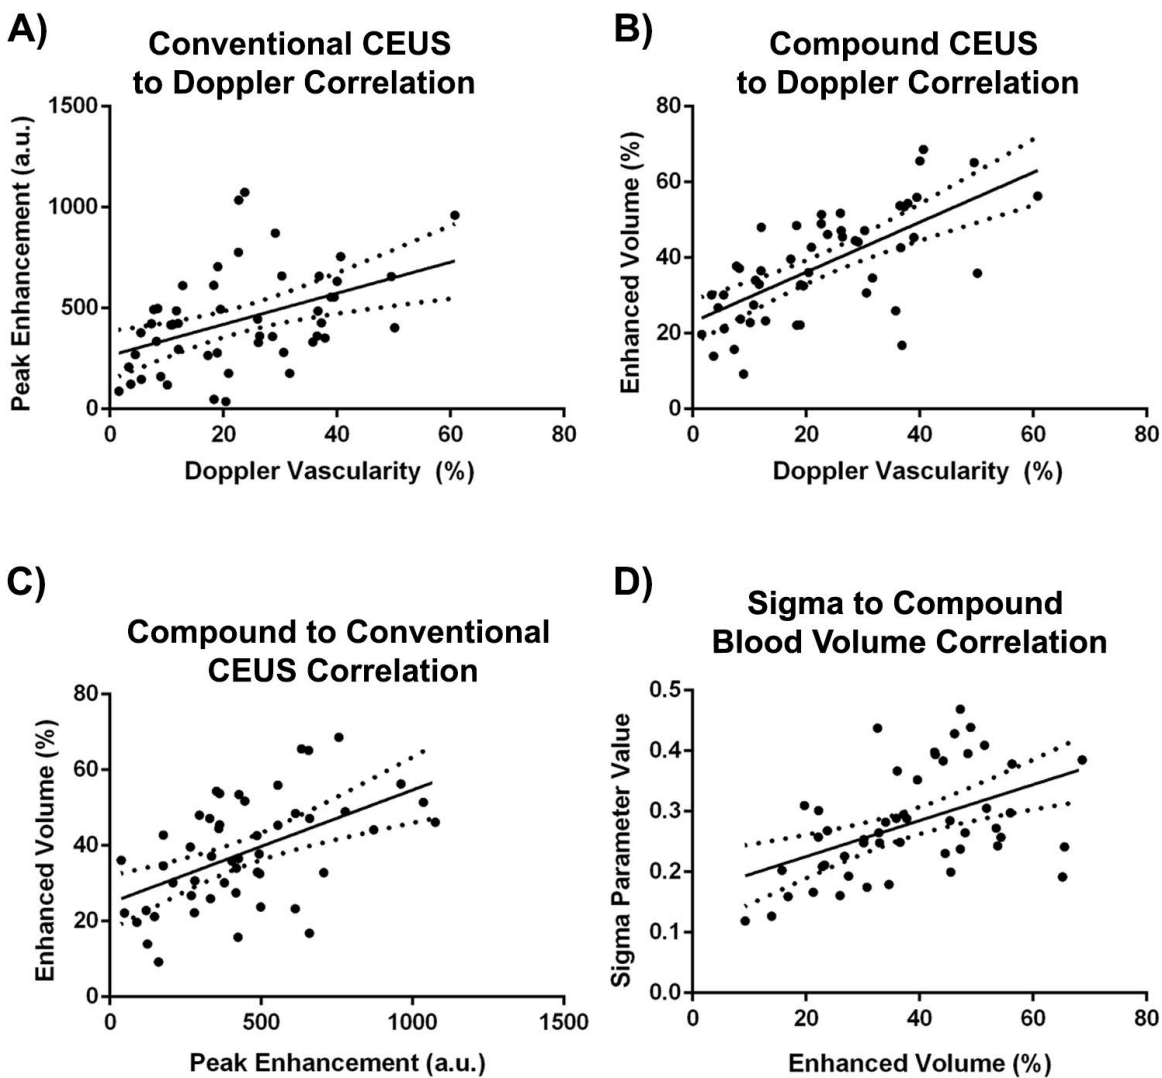 A)
Conventional CEUS
to Doppler Correlation
Peak Enhancement (a.u.)
1500
1000
500
0
0 20 40 60 80
Doppler Vascularity (%)
B)
Compound CEUS
to Doppler Correlation
Enhanced Volume (%)
80
60
40
20
0
0 20 40 60 80
Doppler Vascularity (%)
C)
Compound to Conventional
CEUS Correlation
Enhanced Volume (%)
80
60
40
20
0
0 500 1000 1500
Peak Enhancement (a.u.)
D)
Sigma to Compound
Blood Volume Correlation
Sigma Parameter Value
0.5
0.4
0.3
0.2
0.1
0.0
0 20 40 60 80
Enhanced Volume (%)